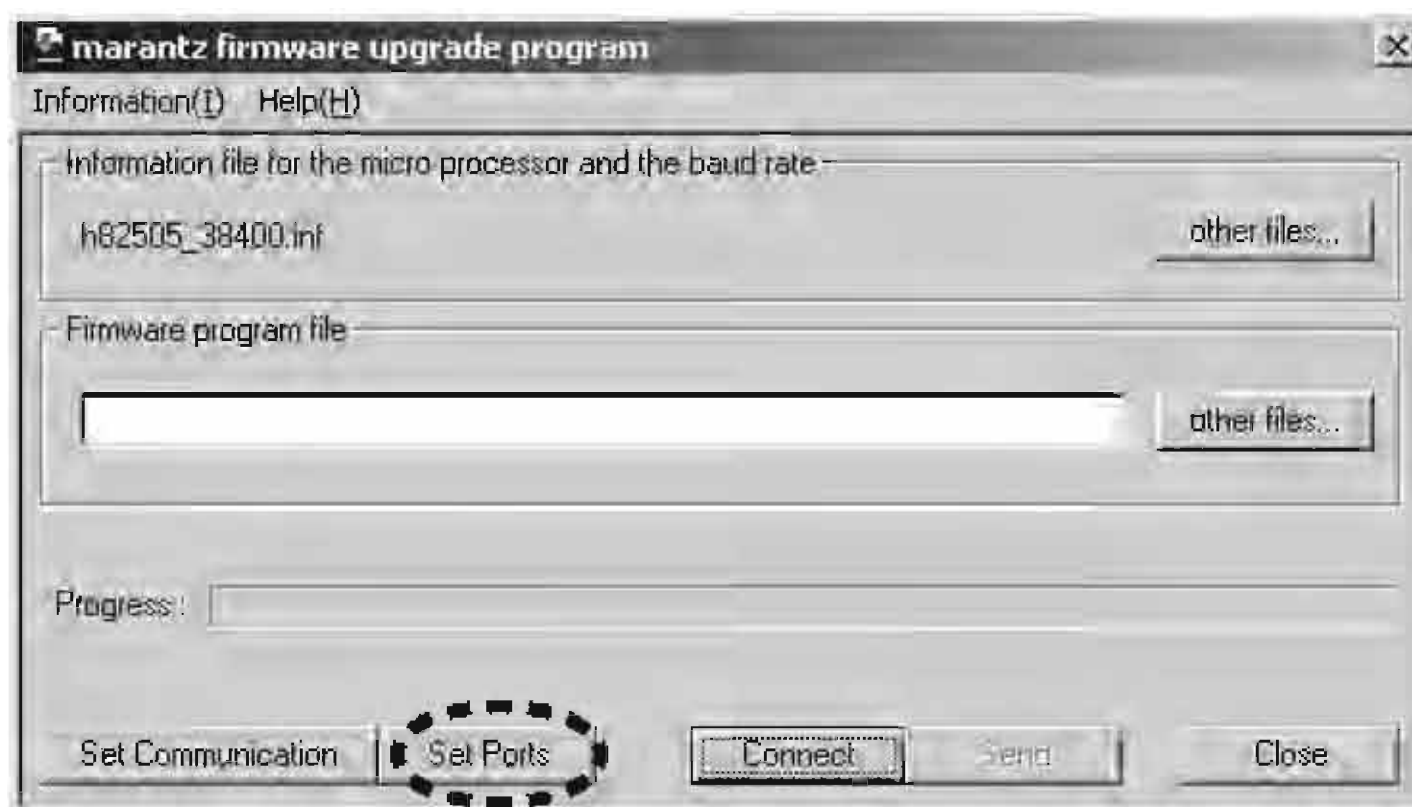 marantz firmware upgrade program
Information(I) Help(H)
Information file for the micro processor and the baud rate
h82505_38400.inf
other files...
Firmware program file
other files...
Progress :
Set Communication Set Ports Connect Send Close